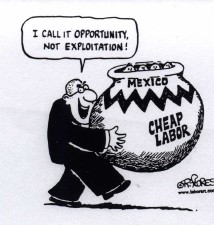 I CALL IT OPPORTUNITY,
NOT EXPLOITATION!
MEXICO
CHEAP
LABOR